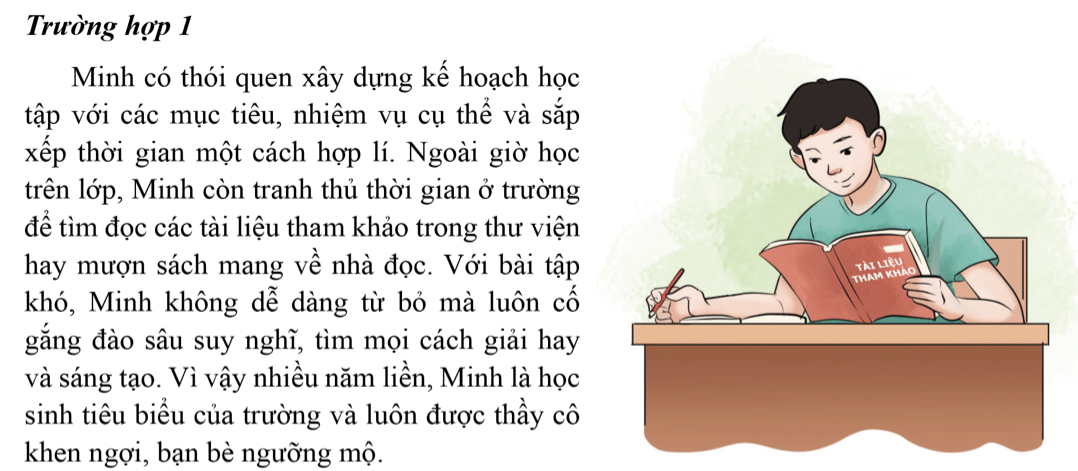 Trường hợp 1
Minh có thói quen xây dựng kế hoạch học
tập với các mục tiêu, nhiệm vụ cụ thể và sắp
xếp thời gian một cách hợp lí. Ngoài giờ học
trên lớp, Minh còn tranh thủ thời gian ở trường
để tìm đọc các tài liệu tham khảo trong thư viện
hay mượn sách mang về nhà đọc. Với bài tập
khó, Minh không dễ dàng từ bỏ mà luôn cố
gắng đào sâu suy nghĩ, tìm mọi cách giải hay
và sáng tạo. Vì vậy nhiều năm liền, Minh là học
sinh tiêu biểu của trường và luôn được thầy cô
khen ngợi, bạn bè ngưỡng mộ.
TÀI LIỆU
THAM KHẢO